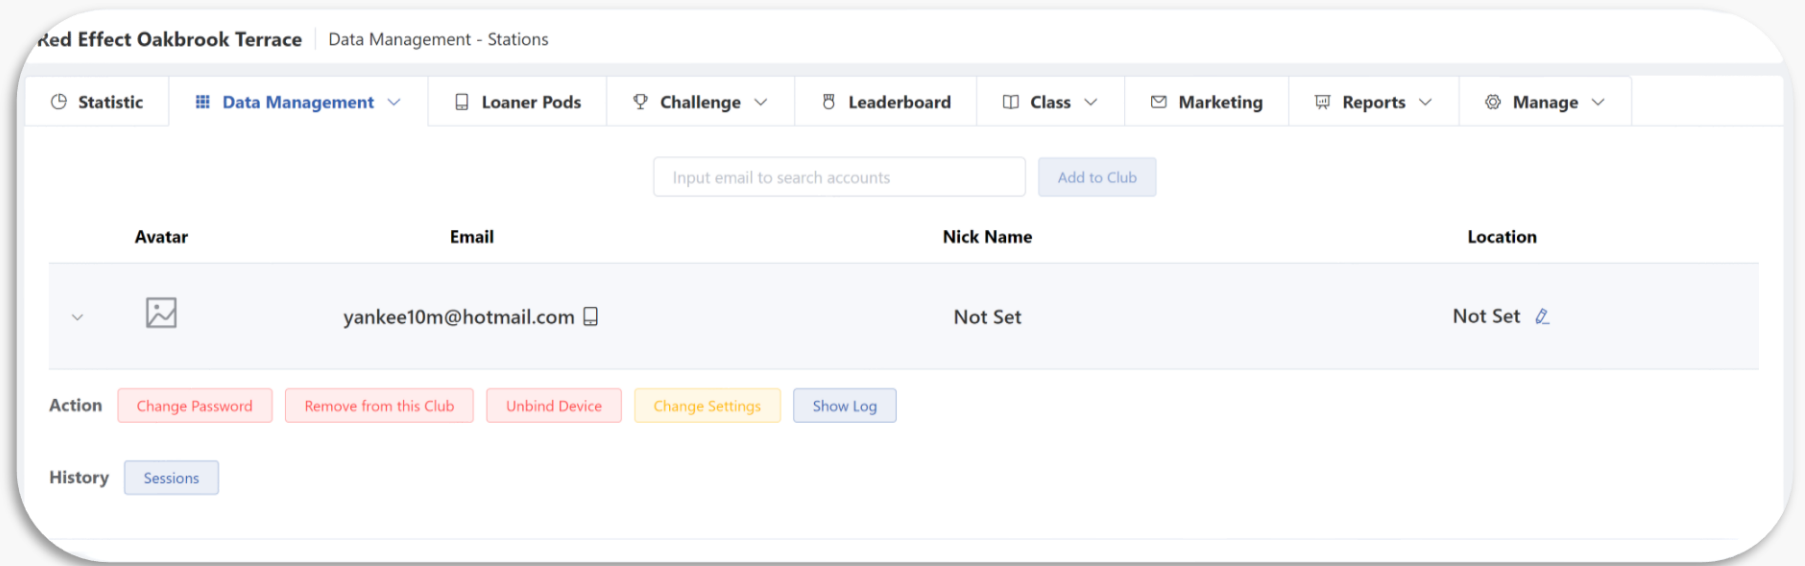 Red Effect Oakbrook Terrace Data Management - Stations
Statistic Data Management Loaner Pods Challenge Leaderboard Class Marketing Reports Manage
Input email to search accounts Add to Club
Avatar Email Nick Name Location
yankee10m@hotmail.com Not Set Not Set
Action Change Password Remove from this Club Unbind Device Change Settings Show Log
History Sessions